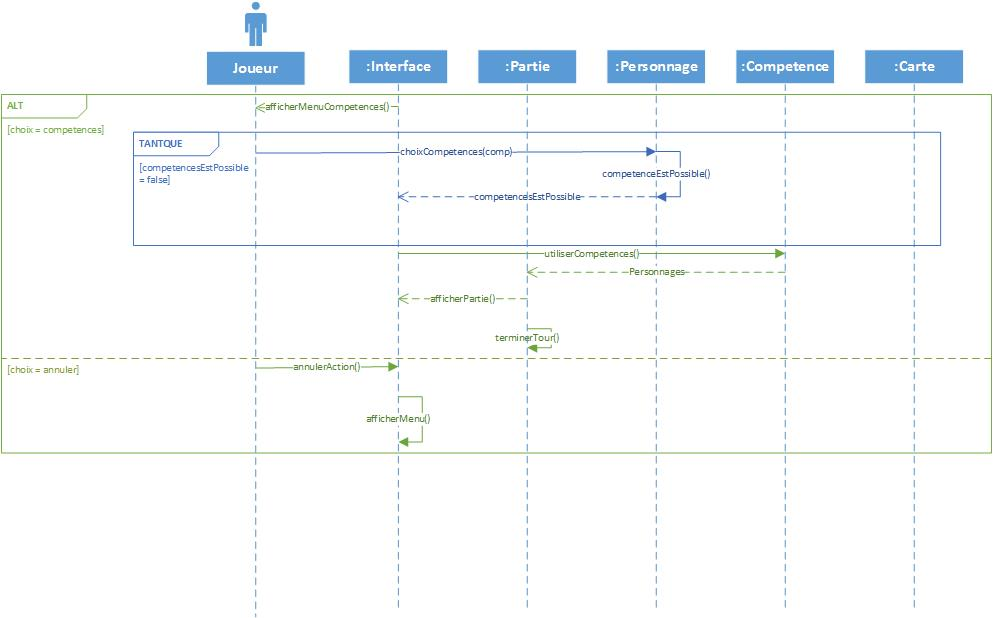 Joueur
:Interface
:Partie
:Personnage
:Competence
:Carte
ALT
afficherMenuCompetences()
[choix = competences]
TANTQUE
[competencesEstPossible
= false]
choixCompetences(comp)
competenceEstPossible()
competencesEstPossible
utiliserCompetences()
Personnages
afficherPartie()
terminerTour()
[choix = annuler]
annulerAction()
afficherMenu()